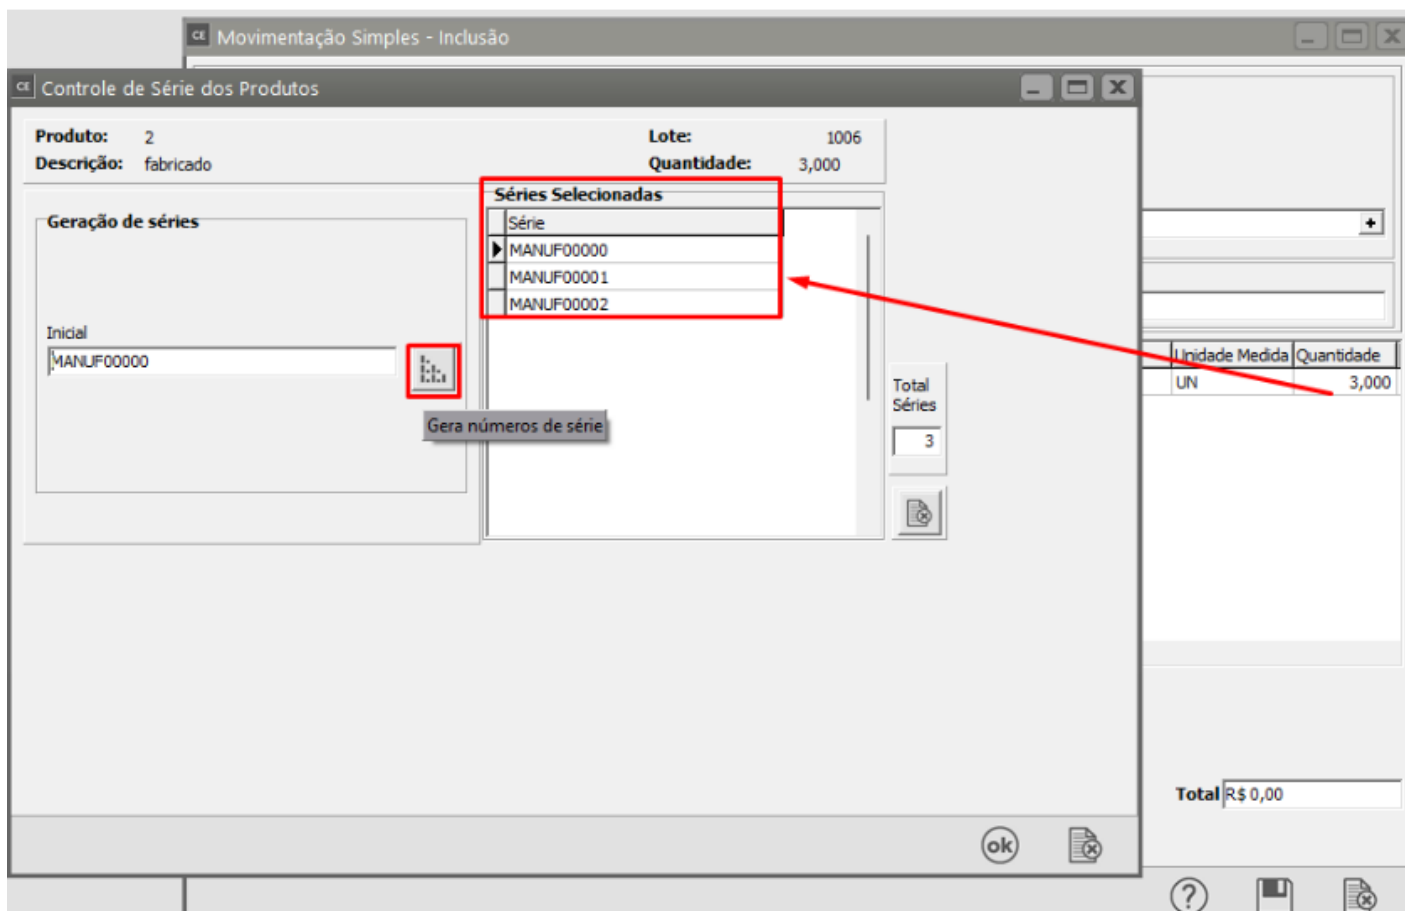 CE Movimentação Simples - Inclusão
CE Controle de Série dos Produtos
Produto: 2
Lote: 1006
Descrição: fabricado
Quantidade: 3,000
Geração de séries
Inicial
MANUF00000
Gera números de série
Séries Selecionadas
Série
MANUF00000
MANUF00001
MANUF00002
Total
Séries
3
+
Unidade Medida Quantidade
UN 3,000
Total R$ 0,00
ok
?